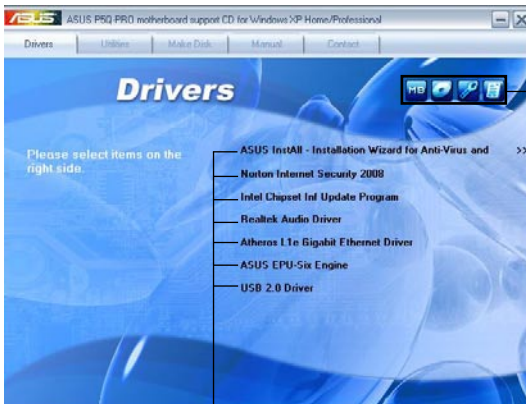 ASUS ASUS P5Q PRO motherboard support CD for Windows XP Home/Professional
Drivers Utilities Make Disk Manual Contact
Drivers
MB
Please select items on the
right side.
ASUS InstAll - Installation Wizard for Anti-Virus and >>
Norton Internet Security 2008
Intel Chipset Inf Update Program
Realtek Audio Driver
Atheros L1e Gigabit Ethernet Driver
ASUS EPU-Six Engine
USB 2.0 Driver